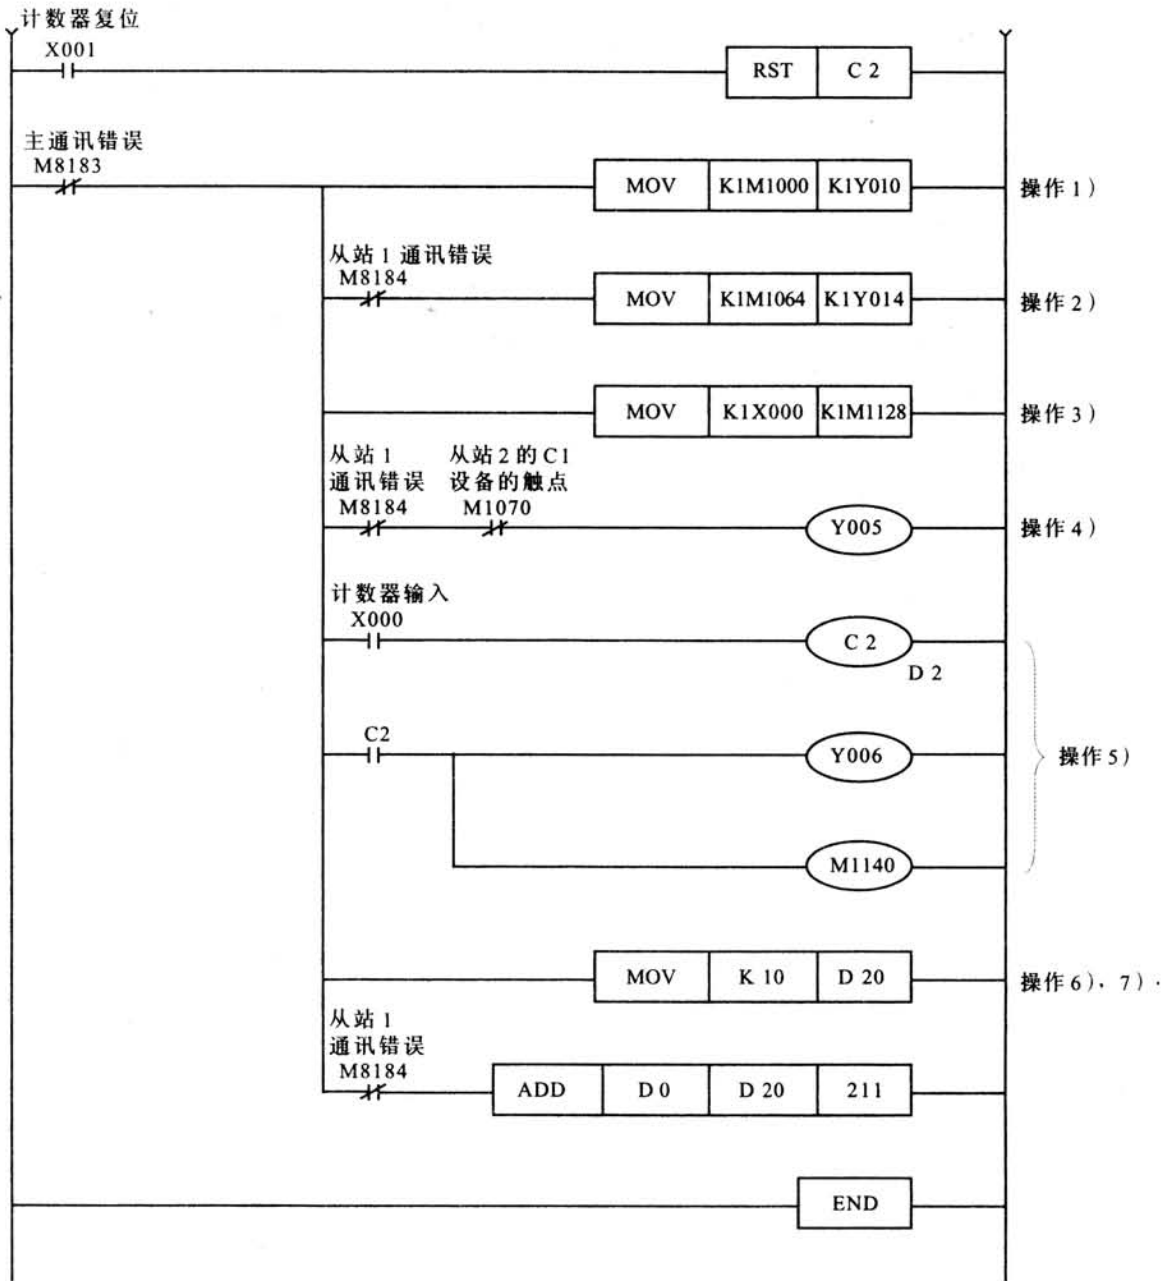 计数器复位
X001
RST C 2
主通讯错误
M8183
MOV K1M1000 K1Y010 操作1)
从站1通讯错误
M8184
MOV K1M1064 K1Y014 操作2)
MOV K1X000 K1M1128 操作3)
从站1 从站2的C1
通讯错误 设备的触点
M8184 M1070
Y005 操作4)
计数器输入
X000
C 2
D 2
C2
Y006 操作5)
M1140
MOV K 10 D 20 操作6), 7)
从站1
通讯错误
M8184
ADD D 0 D 20 211
END